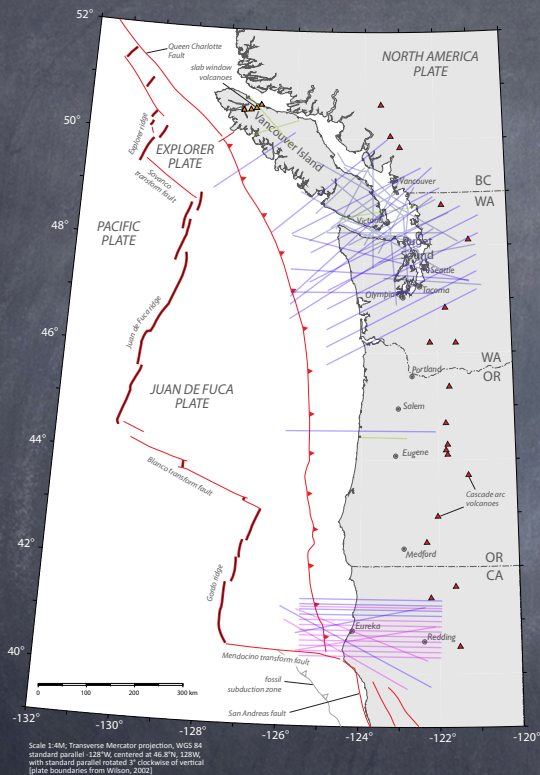 52°
Queen Charlotte
Fault
slab window
volcanoes
NORTH AMERICA
PLATE
50°
Explorer ridge
EXPLORER
PLATE
Vancouver Island
Sovanco
transform fault
Vancouver
BC
WA
PACIFIC
PLATE
48°
Victoria
Puget
Sound
Seattle
Olympia
Tacoma
Juan de Fuca ridge
46°
WA
OR
Portland
JUAN DE FUCA
PLATE
Salem
44°
Eugene
Blanco transform fault
Cascade arc
volcanoes
42°
Medford
OR
CA
Gorda ridge
Eureka
Redding
40°
Mendocino transform fault
fossil
subduction zone
San Andreas fault
0 100 200 300 km
-132° -130° -128° -126° -124° -122° -120°
Scale 1:4M; Transverse Mercator projection, WGS 84
standard parallel -128°W, centered at 46.8°N, 128W,
with standard parallel rotated 3° clockwise of vertical
[plate boundaries from Wilson, 2002]